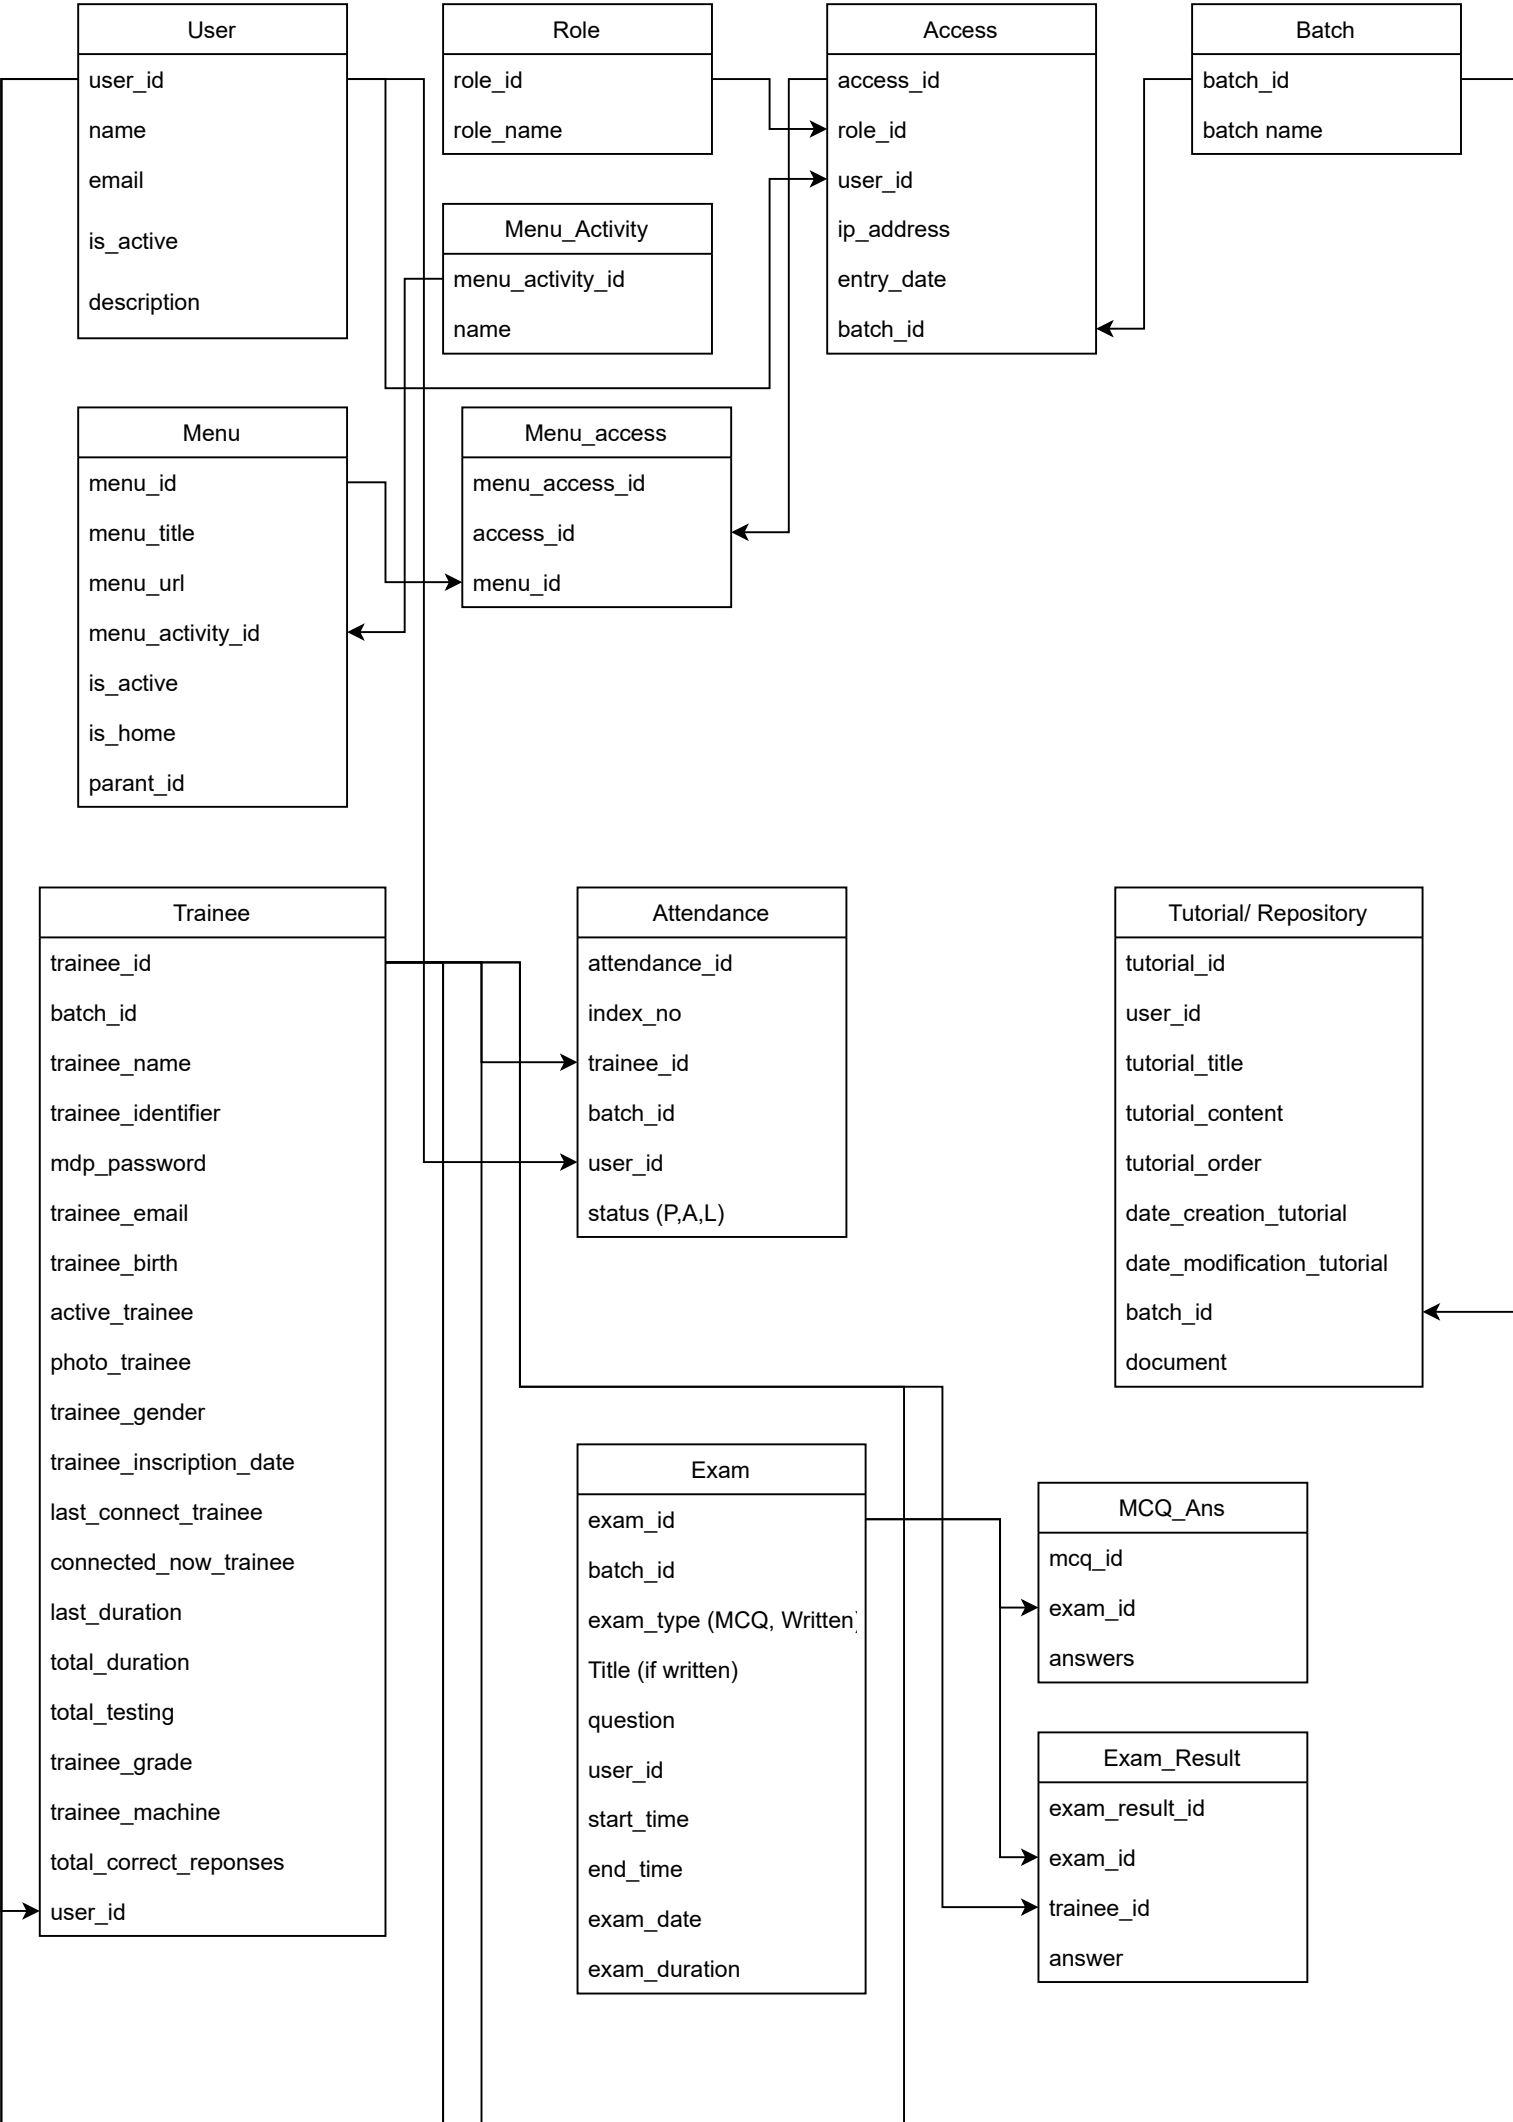 User
user_id
name
email
is_active
description
Role
role_id
role_name
Access
access_id
role_id
user_id
ip_address
entry_date
batch_id
Batch
batch_id
batch name
Menu_Activity
menu_activity_id
name
Menu
menu_id
menu_title
menu_url
menu_activity_id
is_active
is_home
parant_id
Menu_access
menu_access_id
access_id
menu_id
Trainee
trainee_id
batch_id
trainee_name
trainee_identifier
mdp_password
trainee_email
trainee_birth
active_trainee
photo_trainee
trainee_gender
trainee_inscription_date
last_connect_trainee
connected_now_trainee
last_duration
total_duration
total_testing
trainee_grade
trainee_machine
total_correct_reponses
user_id
Attendance
attendance_id
index_no
trainee_id
batch_id
user_id
status (P,A,L)
Tutorial/ Repository
tutorial_id
user_id
tutorial_title
tutorial_content
tutorial_order
date_creation_tutorial
date_modification_tutorial
batch_id
document
Exam
exam_id
batch_id
exam_type (MCQ, Written)
Title (if written)
question
user_id
start_time
end_time
exam_date
exam_duration
MCQ_Ans
mcq_id
exam_id
answers
Exam_Result
exam_result_id
exam_id
trainee_id
answer